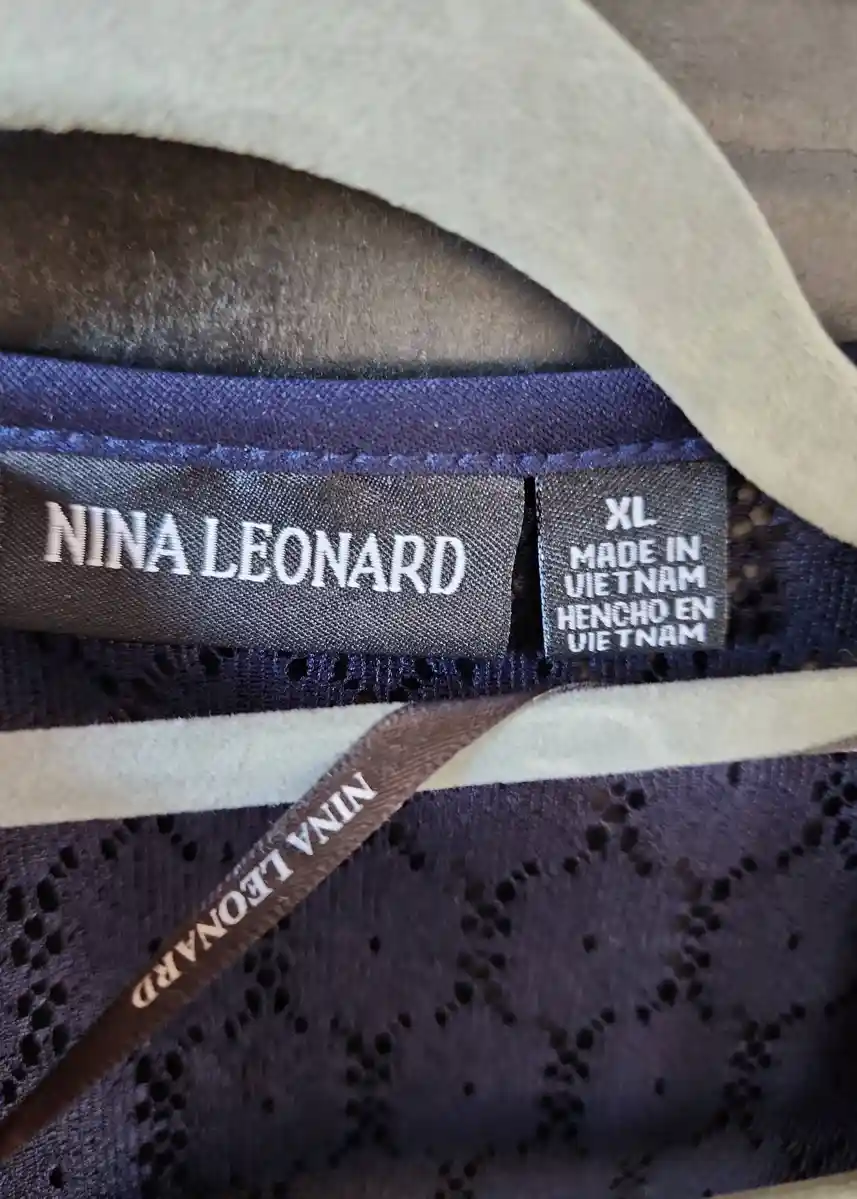 NINA LEONARD
XL
MADE IN
VIETNAM
HENCHO EN
VIETNAM
NINA LEONARD